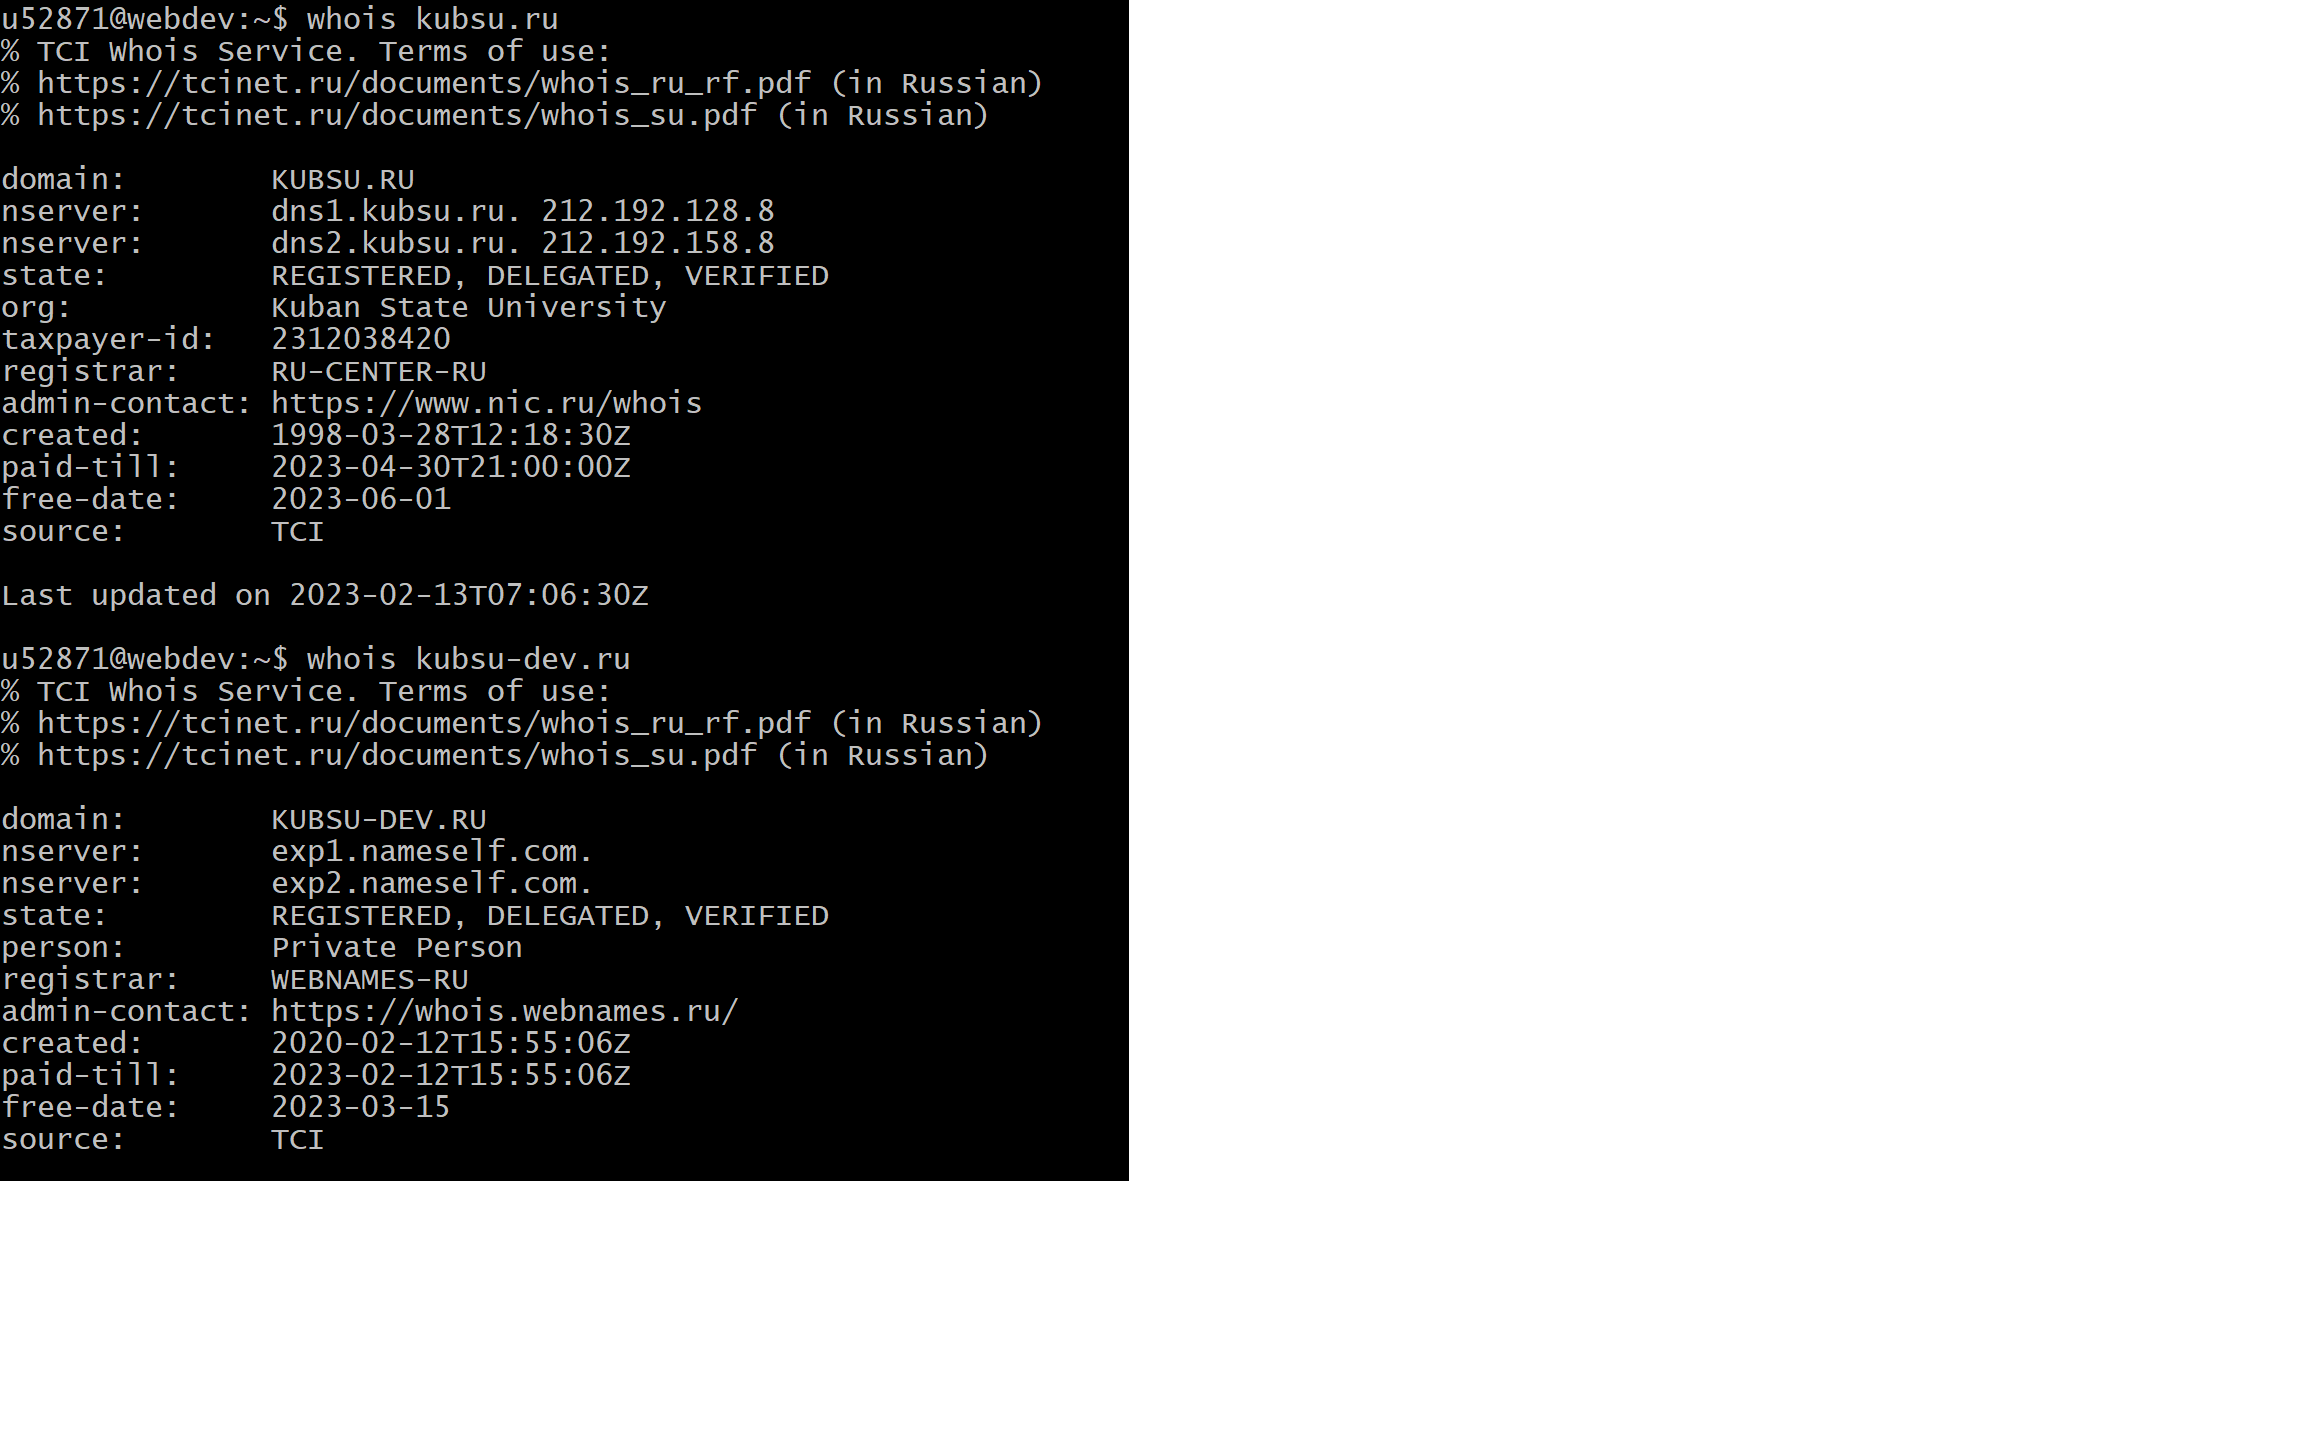 u52871@webdev:~$ whois kubsu.ru
% TCI Whois Service. Terms of use:
% https://tcinet.ru/documents/whois_ru_rf.pdf (in Russian)
% https://tcinet.ru/documents/whois_su.pdf (in Russian)

domain:        KUBSU.RU
nserver:       dns1.kubsu.ru. 212.192.128.8
nserver:       dns2.kubsu.ru. 212.192.158.8
state:         REGISTERED, DELEGATED, VERIFIED
org:           Kuban State University
taxpayer-id:   2312038420
registrar:     RU-CENTER-RU
admin-contact: https://www.nic.ru/whois
created:       1998-03-28T12:18:30Z
paid-till:     2023-04-30T21:00:00Z
free-date:     2023-06-01
source:        TCI

Last updated on 2023-02-13T07:06:30Z

u52871@webdev:~$ whois kubsu-dev.ru
% TCI Whois Service. Terms of use:
% https://tcinet.ru/documents/whois_ru_rf.pdf (in Russian)
% https://tcinet.ru/documents/whois_su.pdf (in Russian)

domain:        KUBSU-DEV.RU
nserver:       exp1.nameself.com.
nserver:       exp2.nameself.com.
state:         REGISTERED, DELEGATED, VERIFIED
person:        Private Person
registrar:     WEBNAMES-RU
admin-contact: https://whois.webnames.ru/
created:       2020-02-12T15:55:06Z
paid-till:     2023-02-12T15:55:06Z
free-date:     2023-03-15
source:        TCI